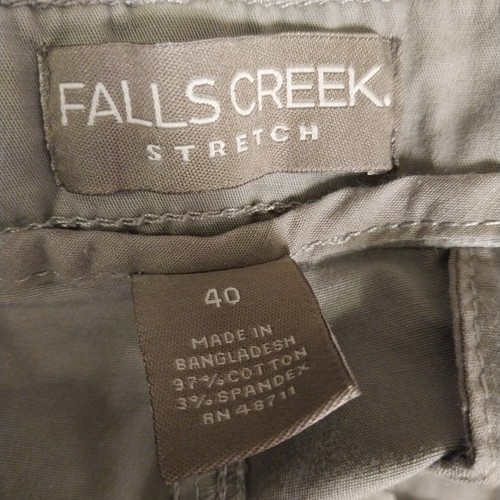 FALLS CREEK.
STRETCH
40
MADE IN
BANGLADESH
97% COTTON
3% SPANDEX
RN 48711